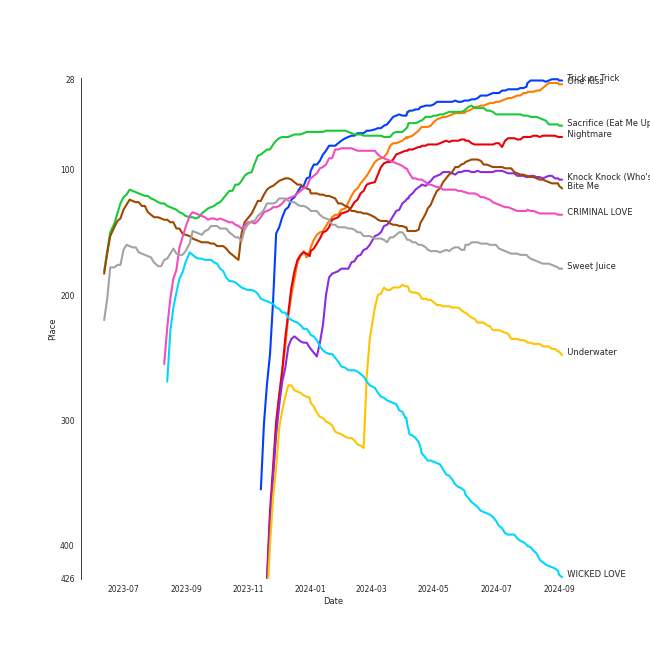 28
100
200
300
400
426
Place
2023-07
2023-09
2023-11
2024-01
2024-03
2024-05
2024-07
2024-09
Date
Trick or Trick
One Kiss
Sacrifice (Eat Me Up
Nightmare
Knock Knock (Who's
Bite Me
CRIMINAL LOVE
Sweet Juice
Underwater
WICKED LOVE